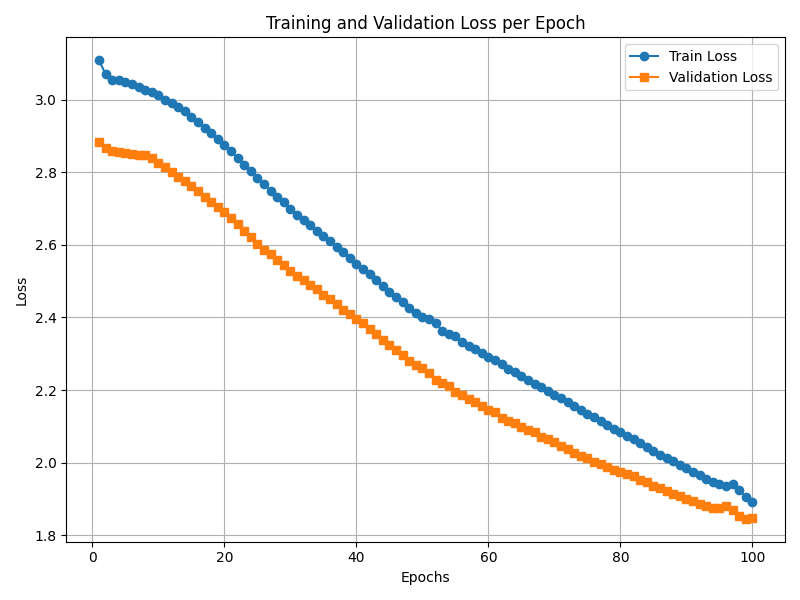 Training and Validation Loss per Epoch
Train Loss
Validation Loss
Loss
3.0
2.8
2.6
2.4
2.2
2.0
1.8
0 20 40 60 80 100
Epochs